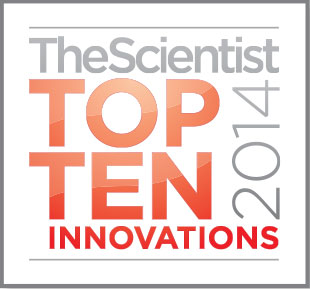 TheScientist
TOP
TEN
2014
INNOVATIONS